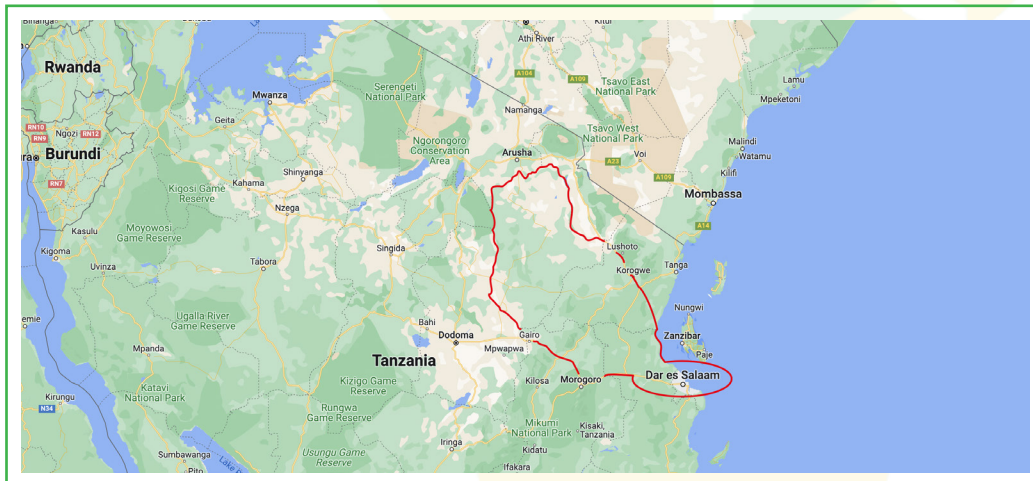 Binanga
Rwanda
RN10
RN9
Ngozi
RN12
Burundi
RN7
Kasulu
Kigoma
Uvinza
Mpanda
Katavi
National Park
Kirungu
N34
Sumbawanga
Pito
Mwanza
Geita
Kahama
Shinyanga
Kigosi Game
Reserve
Nzega
Moyowosi
Game Reserve
Tabora
Ugalla River
Game Reserve
Singida
Bahi
Dodoma
Tanzania
Kizigo Game
Reserve
Rungwa
Game Reserve
Usungu Game
Reserve
Iringa
Serengeti
National Park
Ngorongoro
Conservation
Area
Arusha
Namanga
A104
Athi River
Kitui
A109
Tsavo East
National Park
Tsavo West
National Park
A23
Voi
A109
Mombassa
A14
Lamu
Mpeketoni
Malindi
Watamu
Kilifi
Lushoto
Korogwe
Tanga
Nungwi
Zanzibar
Paje
Dar es Salaam
Gairo
Mpwapwa
Kilosa
Morogoro
Mikumi
National Park
Kisaki,
Tanzania
Kidatu
Ifakara